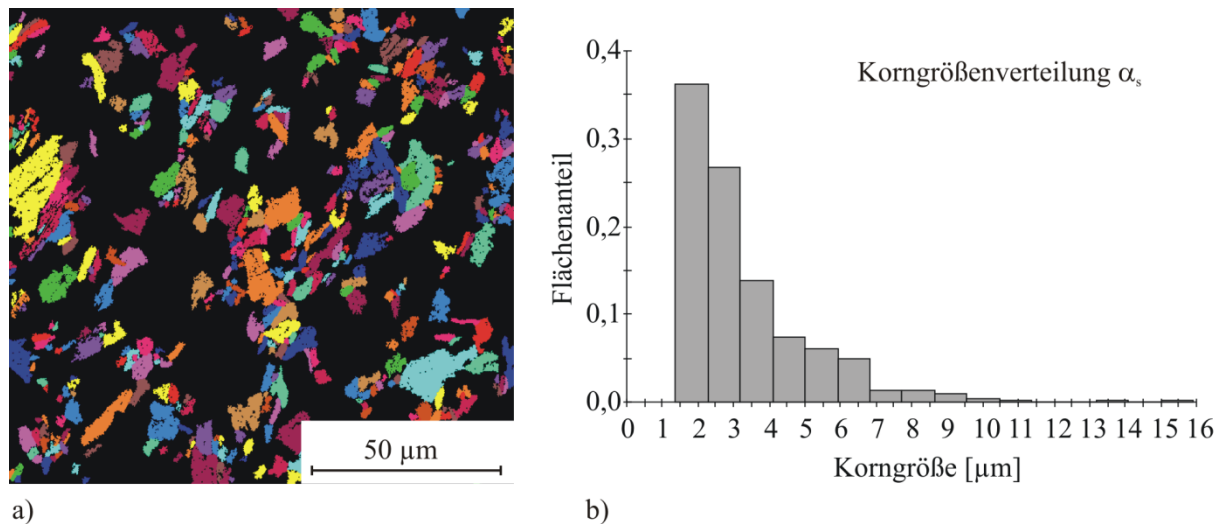 50 µm
a)
Korngrößenverteilung αs
Flächenanteil
0,4
0,3
0,2
0,1
0,0
0 1 2 3 4 5 6 7 8 9 10 11 12 13 14 15 16
Korngröße [µm]
b)